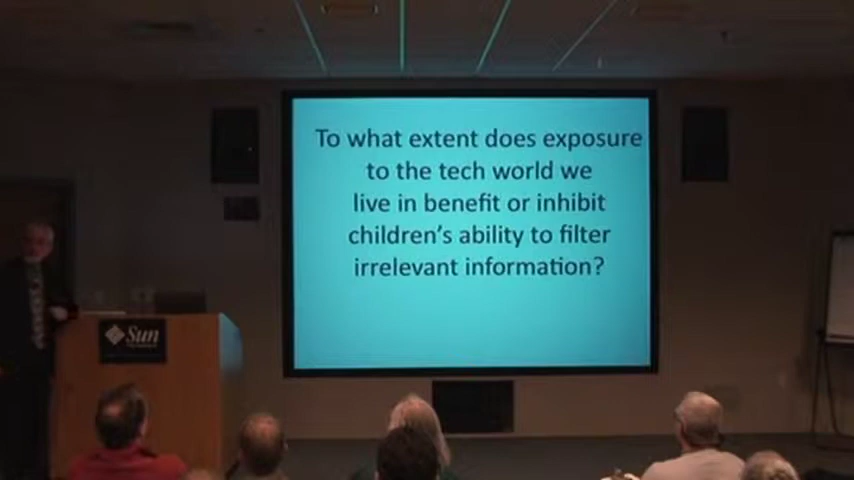 To what extent does exposure
to the tech world we
live in benefit or inhibit
children's ability to filter
irrelevant information?
Sun